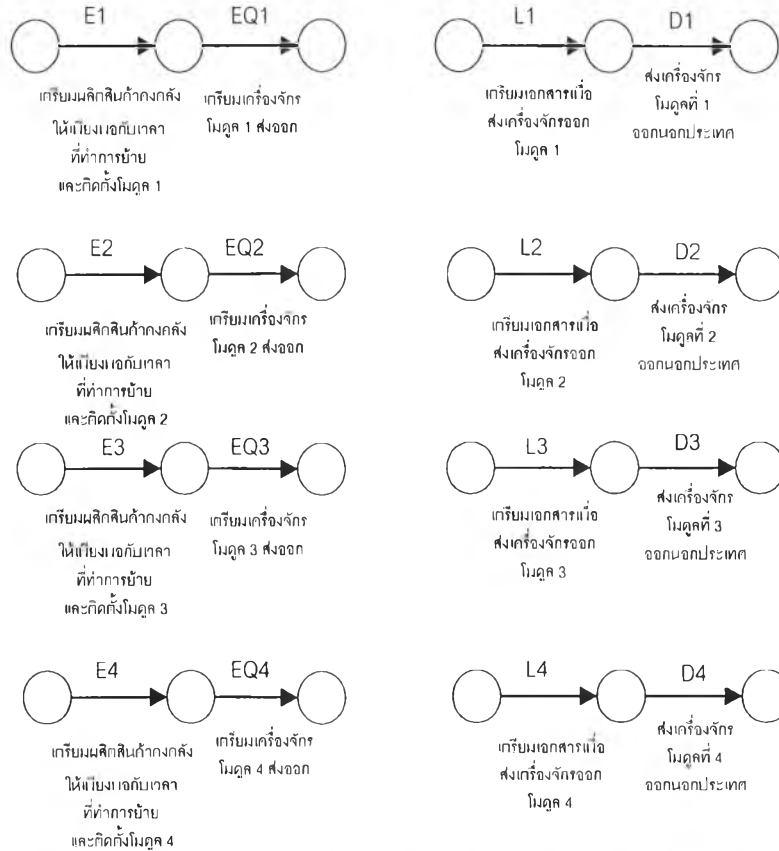 E1 EQ1
เตรียมผลิตสินค้าคงคลัง
ให้เพียงพอกับเวลา
ที่ทำการย้าย
และติดตั้งโมดูล 1
เตรียมเครื่องจักร
โมดูล 1 ส่งออก
L1 D1
เตรียมเอกสารเพื่อ
ส่งเครื่องจักรออก
โมดูล 1
ส่งเครื่องจักร
โมดูลที่ 1
ออกนอกประเทศ
E2 EQ2
เตรียมผลิตสินค้าคงคลัง
ให้เพียงพอกับเวลา
ที่ทำการย้าย
และติดตั้งโมดูล 2
เตรียมเครื่องจักร
โมดูล 2 ส่งออก
L2 D2
เตรียมเอกสารเพื่อ
ส่งเครื่องจักรออก
โมดูล 2
ส่งเครื่องจักร
โมดูลที่ 2
ออกนอกประเทศ
E3 EQ3
เตรียมผลิตสินค้าคงคลัง
ให้เพียงพอกับเวลา
ที่ทำการย้าย
และติดตั้งโมดูล 3
เตรียมเครื่องจักร
โมดูล 3 ส่งออก
L3 D3
เตรียมเอกสารเพื่อ
ส่งเครื่องจักรออก
โมดูล 3
ส่งเครื่องจักร
โมดูลที่ 3
ออกนอกประเทศ
E4 EQ4
เตรียมผลิตสินค้าคงคลัง
ให้เพียงพอกับเวลา
ที่ทำการย้าย
และติดตั้งโมดูล 4
เตรียมเครื่องจักร
โมดูล 4 ส่งออก
L4 D4
เตรียมเอกสารเพื่อ
ส่งเครื่องจักรออก
โมดูล 4
ส่งเครื่องจักร
โมดูลที่ 4
ออกนอกประเทศ